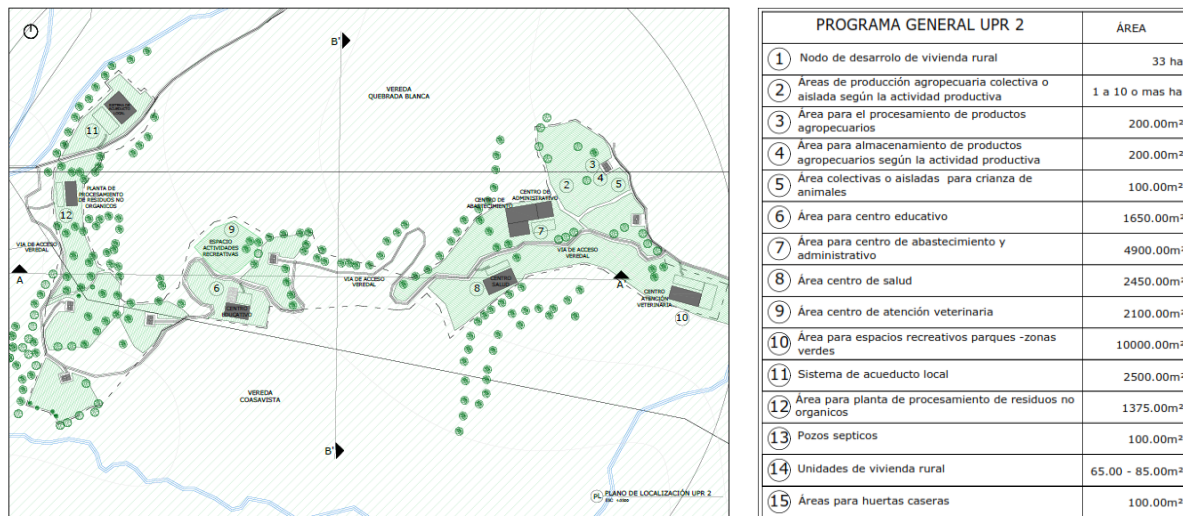 B'
VEREDA
QUEBRADA BLANCA
11
3
4
5
2
PLANTA DE
PROCESAMIENTO
DE RESIDUOS NO
ORGANICOS
12
CENTRO DE
ADMINISTRATIVO
CENTRO DE
ABASTECIMIENTO
7
9
ESPACIO
ACTIVIDADES
RECREATIVAS
VIA DE ACCESO
VEREDAL
VIA DE ACCESO
VEREDAL
VIA DE ACCESO
VEREDAL
A
6
CENTRO
EDUCATIVO
8
CENTRO
SALUD
A'
CENTRO
ATENCIÓN
VETERINARIA
10
VEREDA
COASAVISTA
B'
PL PLANO DE LOCALIZACIÓN UPR 2
PROGRAMA GENERAL UPR 2 ÁREA
1 Nodo de desarrolo de vivienda rural 33 ha
2 Áreas de producción agropecuaria colectiva o
aislada según la actividad productiva 1 a 10 o mas ha
3 Área para el procesamiento de productos
agropecuarios 200.00m²
4 Área para almacenamiento de productos
agropecuarios según la actividad productiva 200.00m²
5 Área colectivas o aisladas para crianza de
animales 100.00m²
6 Área para centro educativo 1650.00m²
7 Área para centro de abastecimiento y
administrativo 4900.00m²
8 Área centro de salud 2450.00m²
9 Área centro de atención veterinaria 2100.00m²
10 Área para espacios recreativos parques -zonas
verdes 10000.00m²
11 Sistema de acueducto local 2500.00m²
12 Área para planta de procesamiento de residuos no
organicos 1375.00m²
13 Pozos septicos 100.00m²
14 Unidades de vivienda rural 65.00 - 85.00m²
15 Áreas para huertas caseras 100.00m²